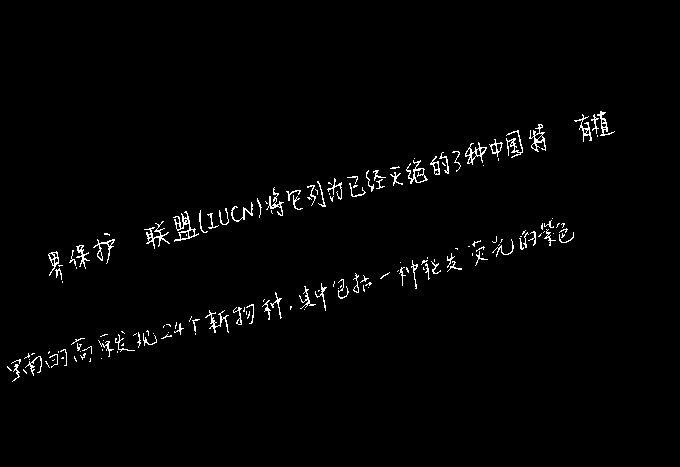 界保护 联盟(IUCN)将它列为已经灭绝的3种中国特 有植
里南的高原发现24个新物种,其中包括一种能发荧光的紫色